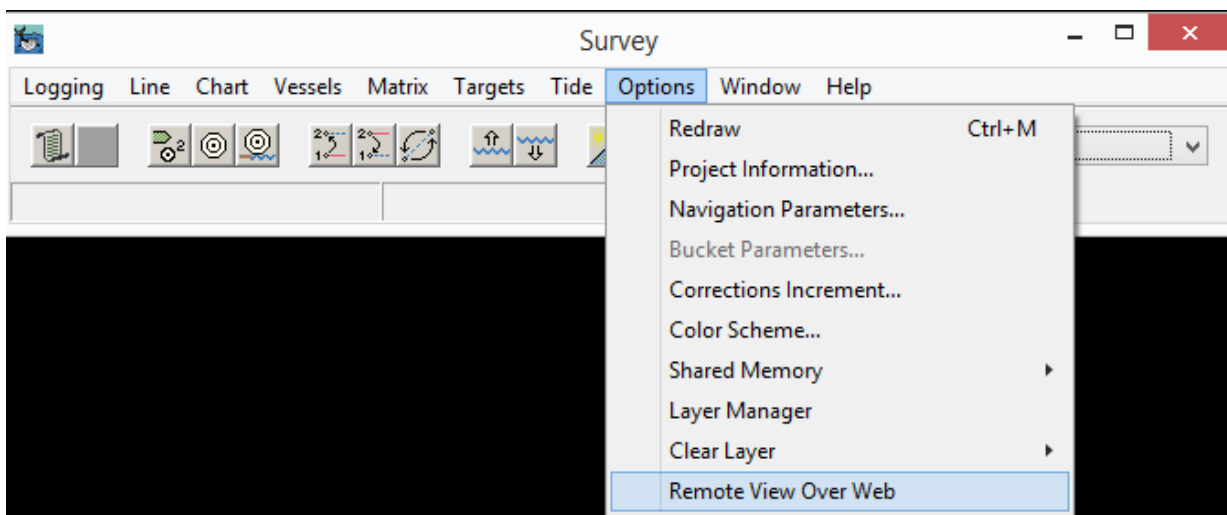 Survey
Logging Line Chart Vessels Matrix Targets Tide Options Window Help
Redraw Ctrl+M
Project Information...
Navigation Parameters...
Bucket Parameters...
Corrections Increment...
Color Scheme...
Shared Memory
Layer Manager
Clear Layer
Remote View Over Web